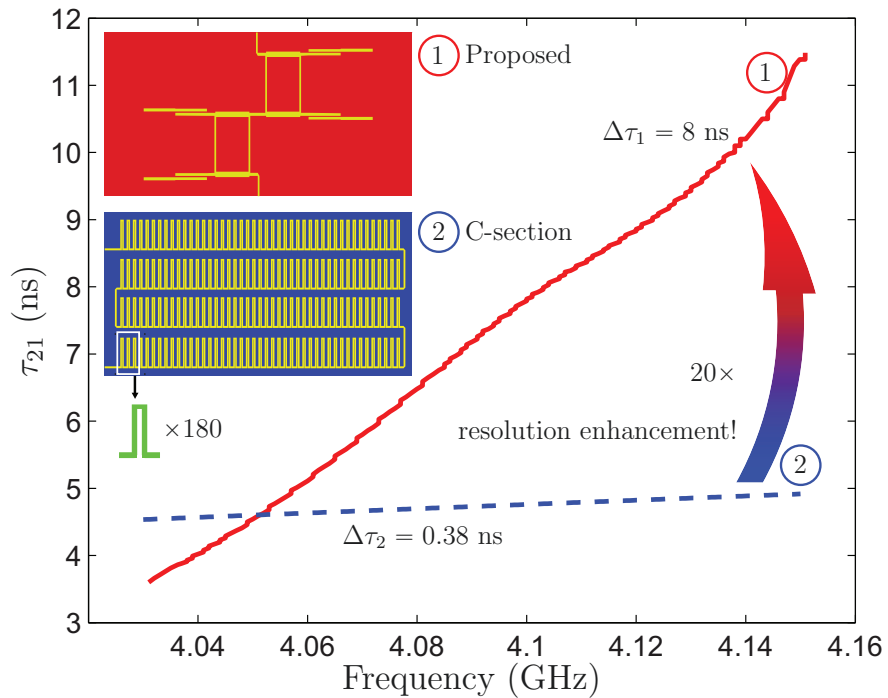 12
11
10
9
8
7
6
5
4
3
τ21 (ns)
1 Proposed
2 C-section
×180
1
Δτ1 = 8 ns
20×
resolution enhancement!
2
Δτ2 = 0.38 ns
4.04 4.06 4.08 4.1 4.12 4.14 4.16
Frequency (GHz)